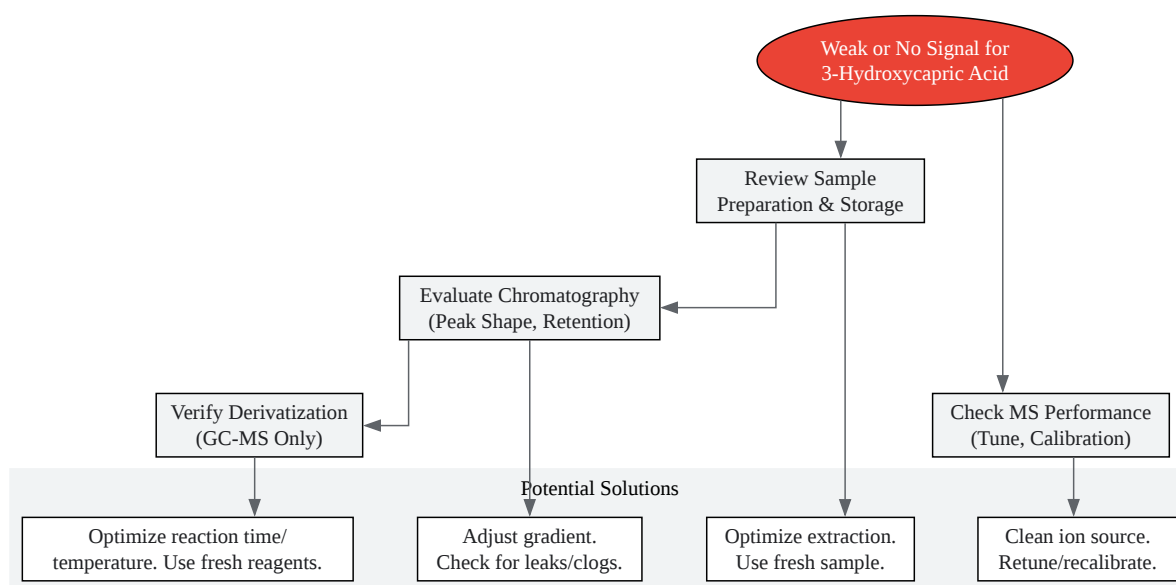 Weak or No Signal for
3-Hydroxycapric Acid
Review Sample
Preparation & Storage
Evaluate Chromatography
(Peak Shape, Retention)
Verify Derivatization
(GC-MS Only)
Check MS Performance
(Tune, Calibration)
Potential Solutions
Optimize reaction time/
temperature. Use fresh reagents.
Adjust gradient.
Check for leaks/clogs.
Optimize extraction.
Use fresh sample.
Clean ion source.
Retune/recalibrate.